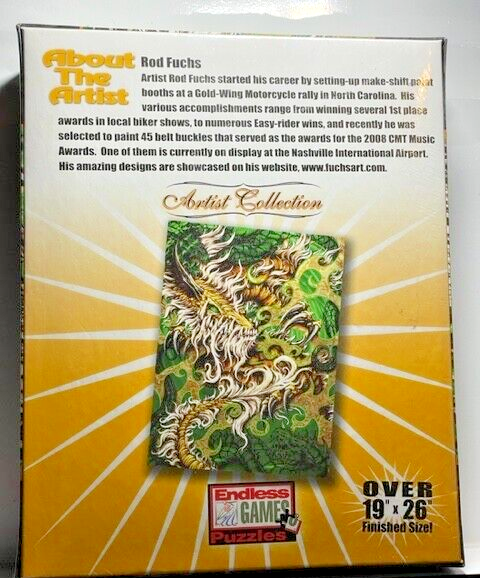 About
The
Artist
Rod Fuchs
Artist Rod Fuchs started his career by setting-up make-shift paint
booths at a Gold-Wing Motorcycle rally in North Carolina. His
various accomplishments range from winning several 1st place
awards in local biker shows, to numerous Easy-rider wins, and recently he was
selected to paint 45 belt buckles that served as the awards for the 2008 CMT Music
Awards. One of them is currently on display at the Nashville International Airport.
His amazing designs are showcased on his website, www.fuchsart.com.
Artist Collection
Endless
GAMES
Puzzles
OVER
19" x 26"
Finished Size!